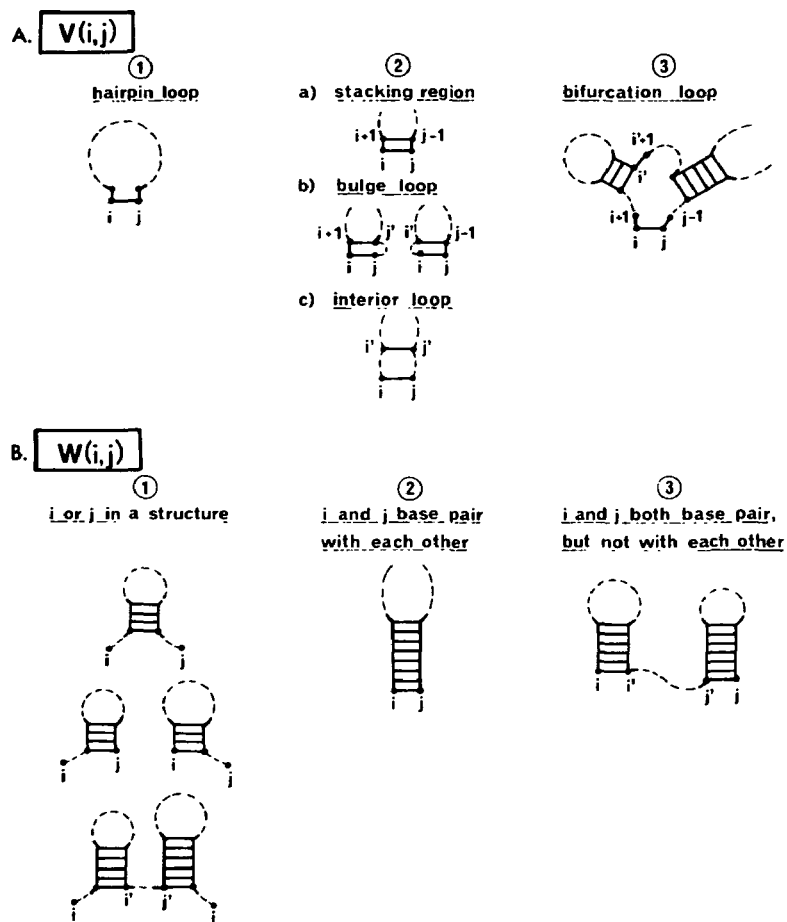 A. V(i,j)
① ② ③
hairpin loop a) stacking region bifurcation loop
i+1 j-1 i'+1
i j i'
i j
b) bulge loop
i+1 j' i' j-1 i+1 j-1
i j i j i j
c) interior loop
i' j'
i j
B. W(i,j)
① ② ③
i or j in a structure i and j base pair i and j both base pair,
with each other but not with each other
i j
i j i i' j' j
i j i j
i' j'
i j